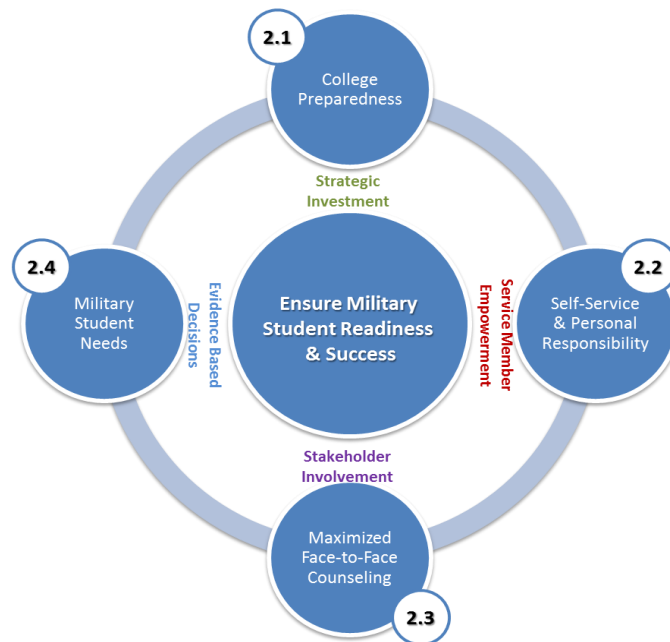 2.1
College
Preparedness
Strategic
Investment
2.4
Military
Student
Needs
Evidence Based
Decisions
Ensure Military
Student Readiness
& Success
Service Member
Empowerment
2.2
Self-Service
& Personal
Responsibility
Stakeholder
Involvement
Maximized
Face-to-Face
Counseling
2.3